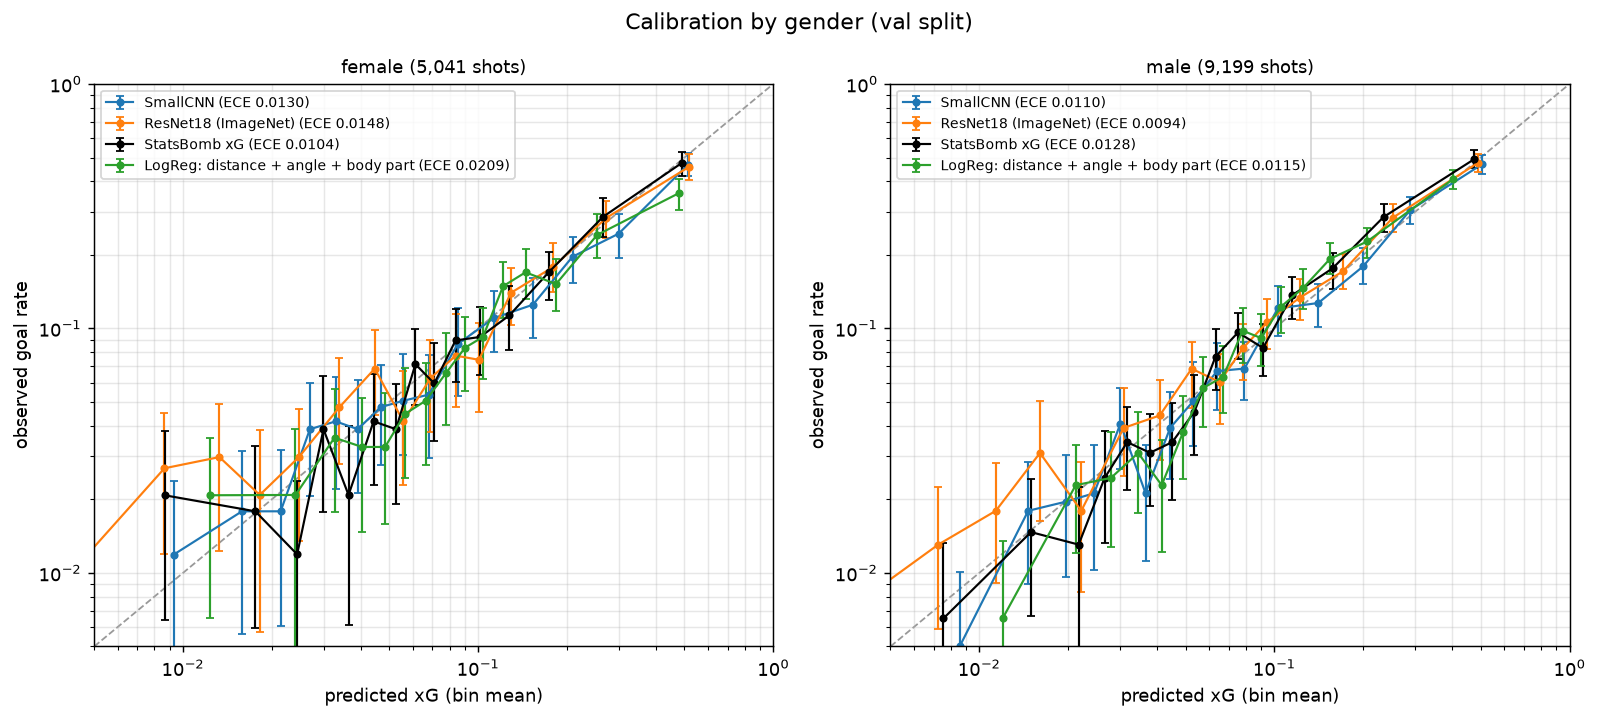 Calibration by gender (val split)
female (5,041 shots)
SmallCNN (ECE 0.0130)
ResNet18 (ImageNet) (ECE 0.0148)
StatsBomb xG (ECE 0.0104)
LogReg: distance + angle + body part (ECE 0.0209)
observed goal rate
10⁰
10⁻¹
10⁻²
10⁻²
10⁻¹
10⁰
predicted xG (bin mean)
male (9,199 shots)
SmallCNN (ECE 0.0110)
ResNet18 (ImageNet) (ECE 0.0094)
StatsBomb xG (ECE 0.0128)
LogReg: distance + angle + body part (ECE 0.0115)
observed goal rate
10⁰
10⁻¹
10⁻²
10⁻²
10⁻¹
10⁰
predicted xG (bin mean)